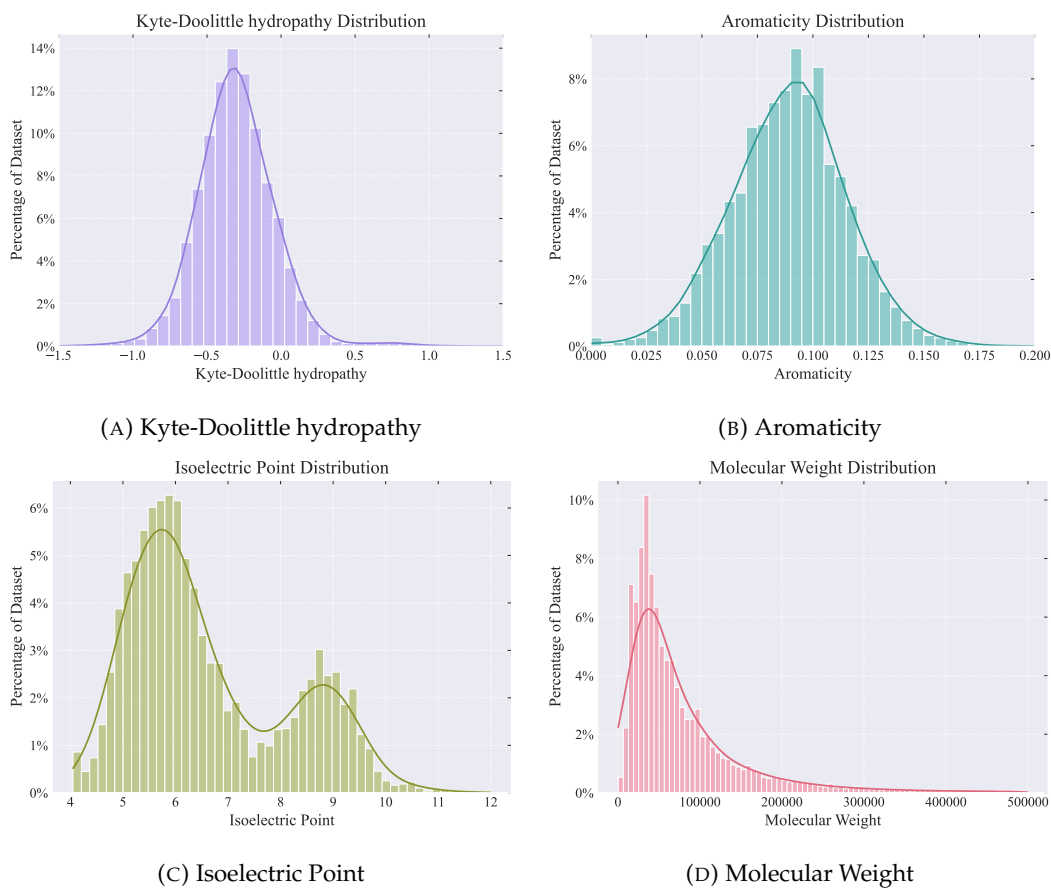 Kyte-Doolittle hydropathy Distribution
Percentage of Dataset
14%
12%
10%
8%
6%
4%
2%
0%
−1.5 −1.0 −0.5 0.0 0.5 1.0 1.5
Kyte-Doolittle hydropathy
(A) Kyte-Doolittle hydropathy
Aromaticity Distribution
Percentage of Dataset
8%
6%
4%
2%
0%
0.000 0.025 0.050 0.075 0.100 0.125 0.150 0.175 0.200
Aromaticity
(B) Aromaticity
Isoelectric Point Distribution
Percentage of Dataset
6%
5%
4%
3%
2%
1%
0%
4 5 6 7 8 9 10 11 12
Isoelectric Point
(C) Isoelectric Point
Molecular Weight Distribution
Percentage of Dataset
10%
8%
6%
4%
2%
0%
0 100000 200000 300000 400000 500000
Molecular Weight
(D) Molecular Weight